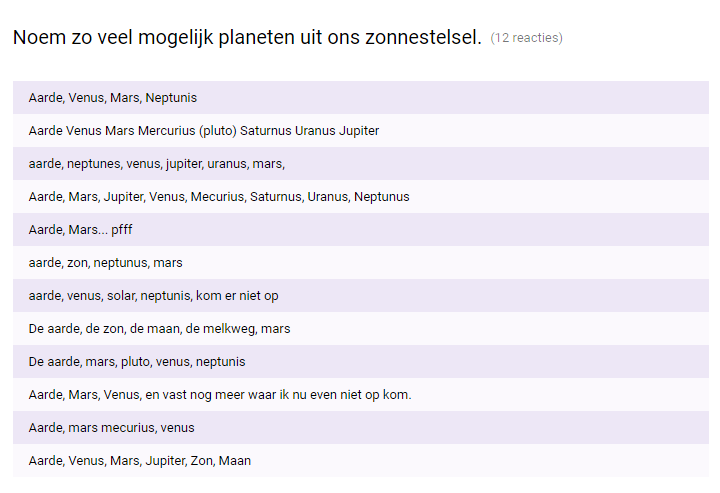 Noem zo veel mogelijk planeten uit ons zonnestelsel. (12 reacties)
Aarde, Venus, Mars, Neptunis
Aarde Venus Mars Mercurius (pluto) Saturnus Uranus Jupiter
aarde, neptunes, venus, jupiter, uranus, mars,
Aarde, Mars, Jupiter, Venus, Mecurius, Saturnus, Uranus, Neptunus
Aarde, Mars... pfff
aarde, zon, neptunus, mars
aarde, venus, solar, neptunis, kom er niet op
De aarde, de zon, de maan, de melkweg, mars
De aarde, mars, pluto, venus, neptunis
Aarde, Mars, Venus, en vast nog meer waar ik nu even niet op kom.
Aarde, mars mecurius, venus
Aarde, Venus, Mars, Jupiter, Zon, Maan